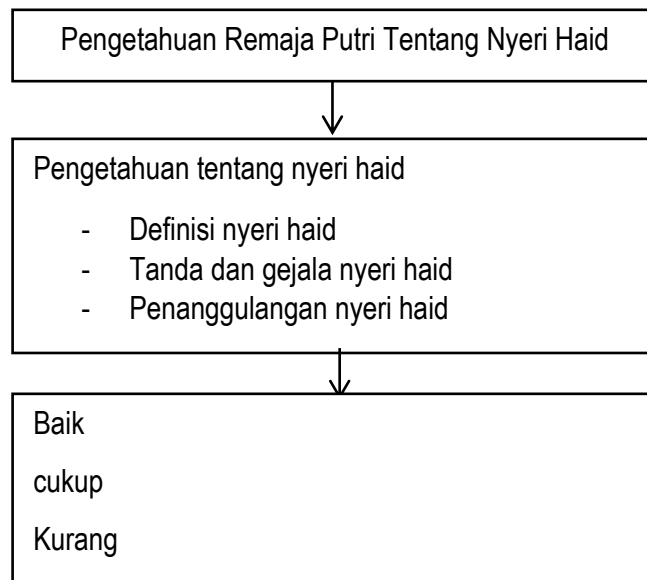 Pengetahuan Remaja Putri Tentang Nyeri Haid
Pengetahuan tentang nyeri haid
- Definisi nyeri haid
- Tanda dan gejala nyeri haid
- Penanggulangan nyeri haid
Baik
cukup
Kurang